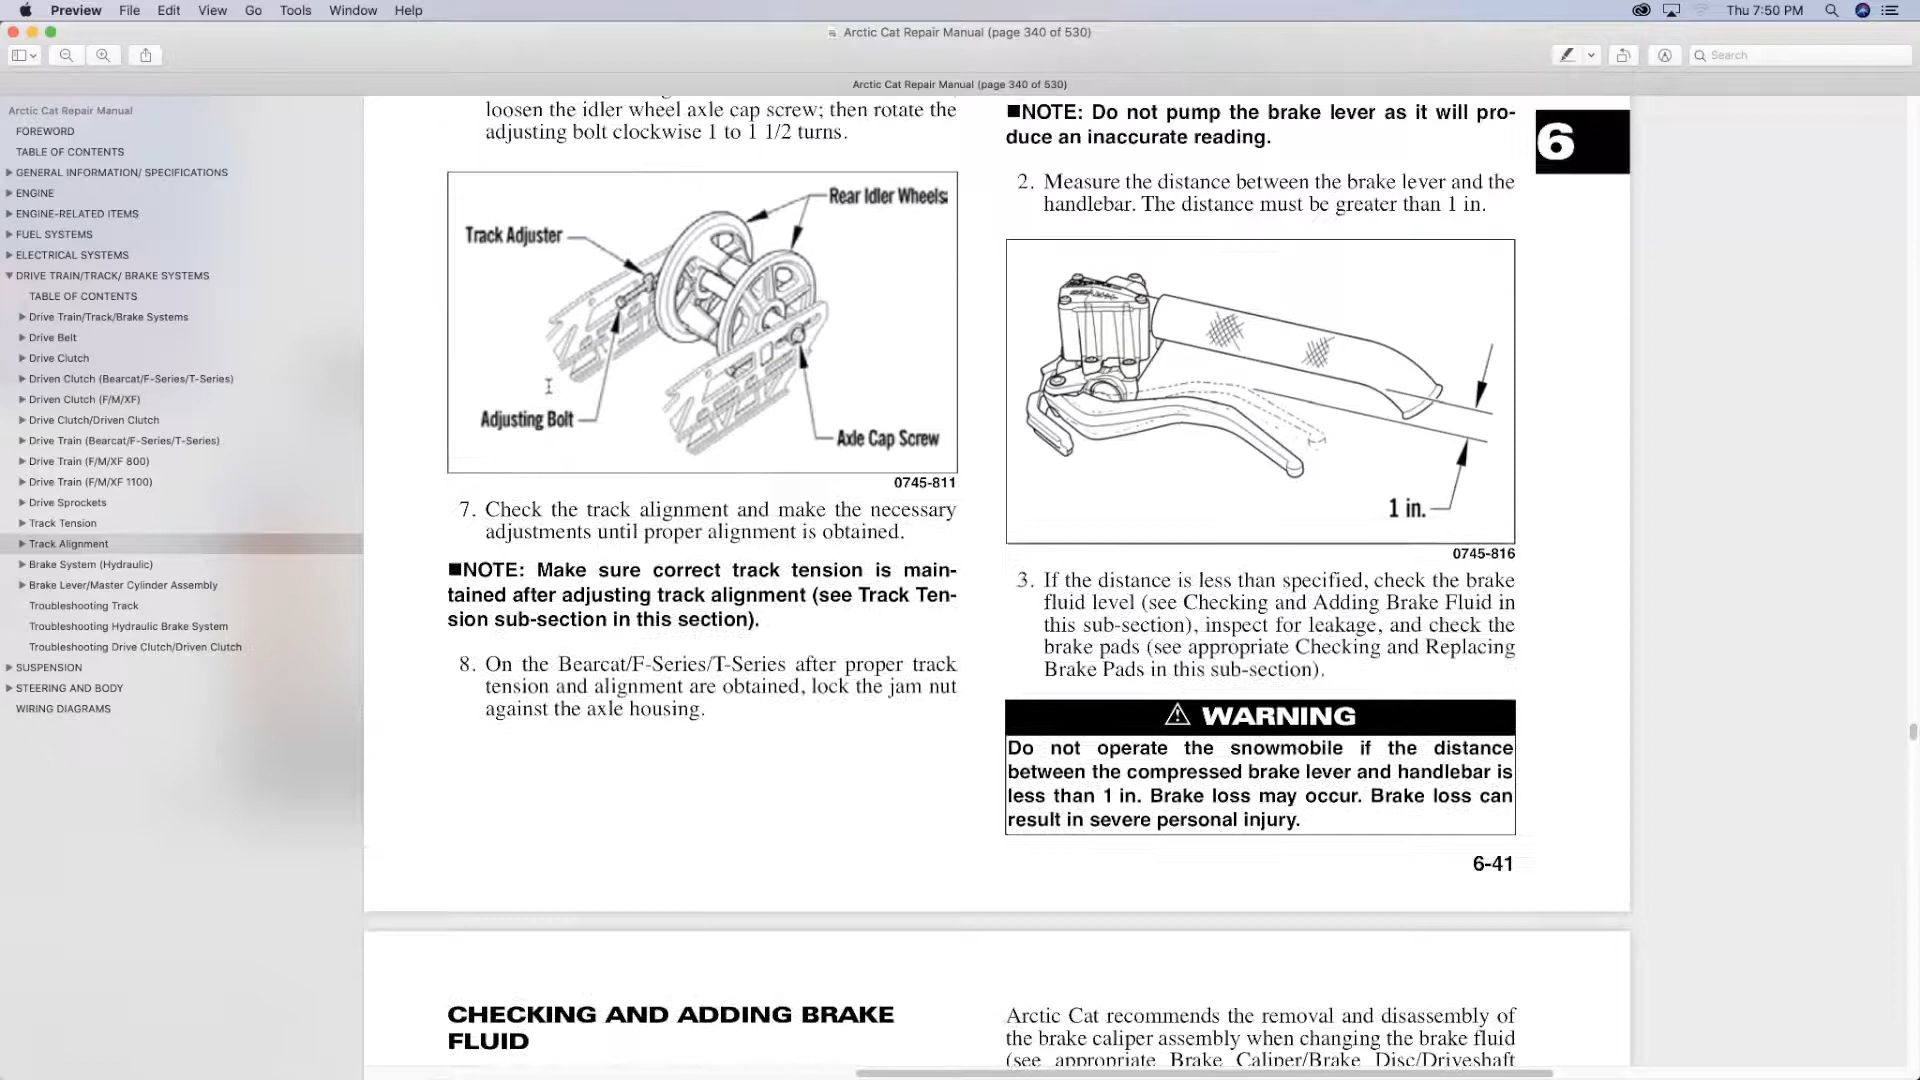 Preview File Edit View Go Tools Window Help
Thu 7:50 PM
Arctic Cat Repair Manual (page 340 of 530)
Search
Arctic Cat Repair Manual (page 340 of 530)
Arctic Cat Repair Manual
FOREWORD
TABLE OF CONTENTS
GENERAL INFORMATION/ SPECIFICATIONS
ENGINE
ENGINE-RELATED ITEMS
FUEL SYSTEMS
ELECTRICAL SYSTEMS
DRIVE TRAIN/TRACK/ BRAKE SYSTEMS
TABLE OF CONTENTS
Drive Train/Track/Brake Systems
Drive Belt
Drive Clutch
Driven Clutch (Bearcat/F-Series/T-Series)
Driven Clutch (F/M/XF)
Drive Clutch/Driven Clutch
Drive Train (Bearcat/F-Series/T-Series)
Drive Train (F/M/XF 800)
Drive Train (F/M/XF 1100)
Drive Sprockets
Track Tension
Track Alignment
Brake System (Hydraulic)
Brake Lever/Master Cylinder Assembly
Troubleshooting Track
Troubleshooting Hydraulic Brake System
Troubleshooting Drive Clutch/Driven Clutch
SUSPENSION
STEERING AND BODY
WIRING DIAGRAMS
loosen the idler wheel axle cap screw; then rotate the
adjusting bolt clockwise 1 to 1 1/2 turns.
Rear Idler Wheels
Track Adjuster
Adjusting Bolt
Axle Cap Screw
0745-811
7. Check the track alignment and make the necessary
adjustments until proper alignment is obtained.
■NOTE: Make sure correct track tension is main-
tained after adjusting track alignment (see Track Ten-
sion sub-section in this section).
8. On the Bearcat/F-Series/T-Series after proper track
tension and alignment are obtained, lock the jam nut
against the axle housing.
■NOTE: Do not pump the brake lever as it will pro-
duce an inaccurate reading.
6
2. Measure the distance between the brake lever and the
handlebar. The distance must be greater than 1 in.
1 in.
0745-816
3. If the distance is less than specified, check the brake
fluid level (see Checking and Adding Brake Fluid in
this sub-section), inspect for leakage, and check the
brake pads (see appropriate Checking and Replacing
Brake Pads in this sub-section).
⚠ WARNING
Do not operate the snowmobile if the distance
between the compressed brake lever and handlebar is
less than 1 in. Brake loss may occur. Brake loss can
result in severe personal injury.
6-41
CHECKING AND ADDING BRAKE
FLUID
Arctic Cat recommends the removal and disassembly of
the brake caliper assembly when changing the brake fluid
(see appropriate Brake Caliper/Brake Disc/Driveshaft